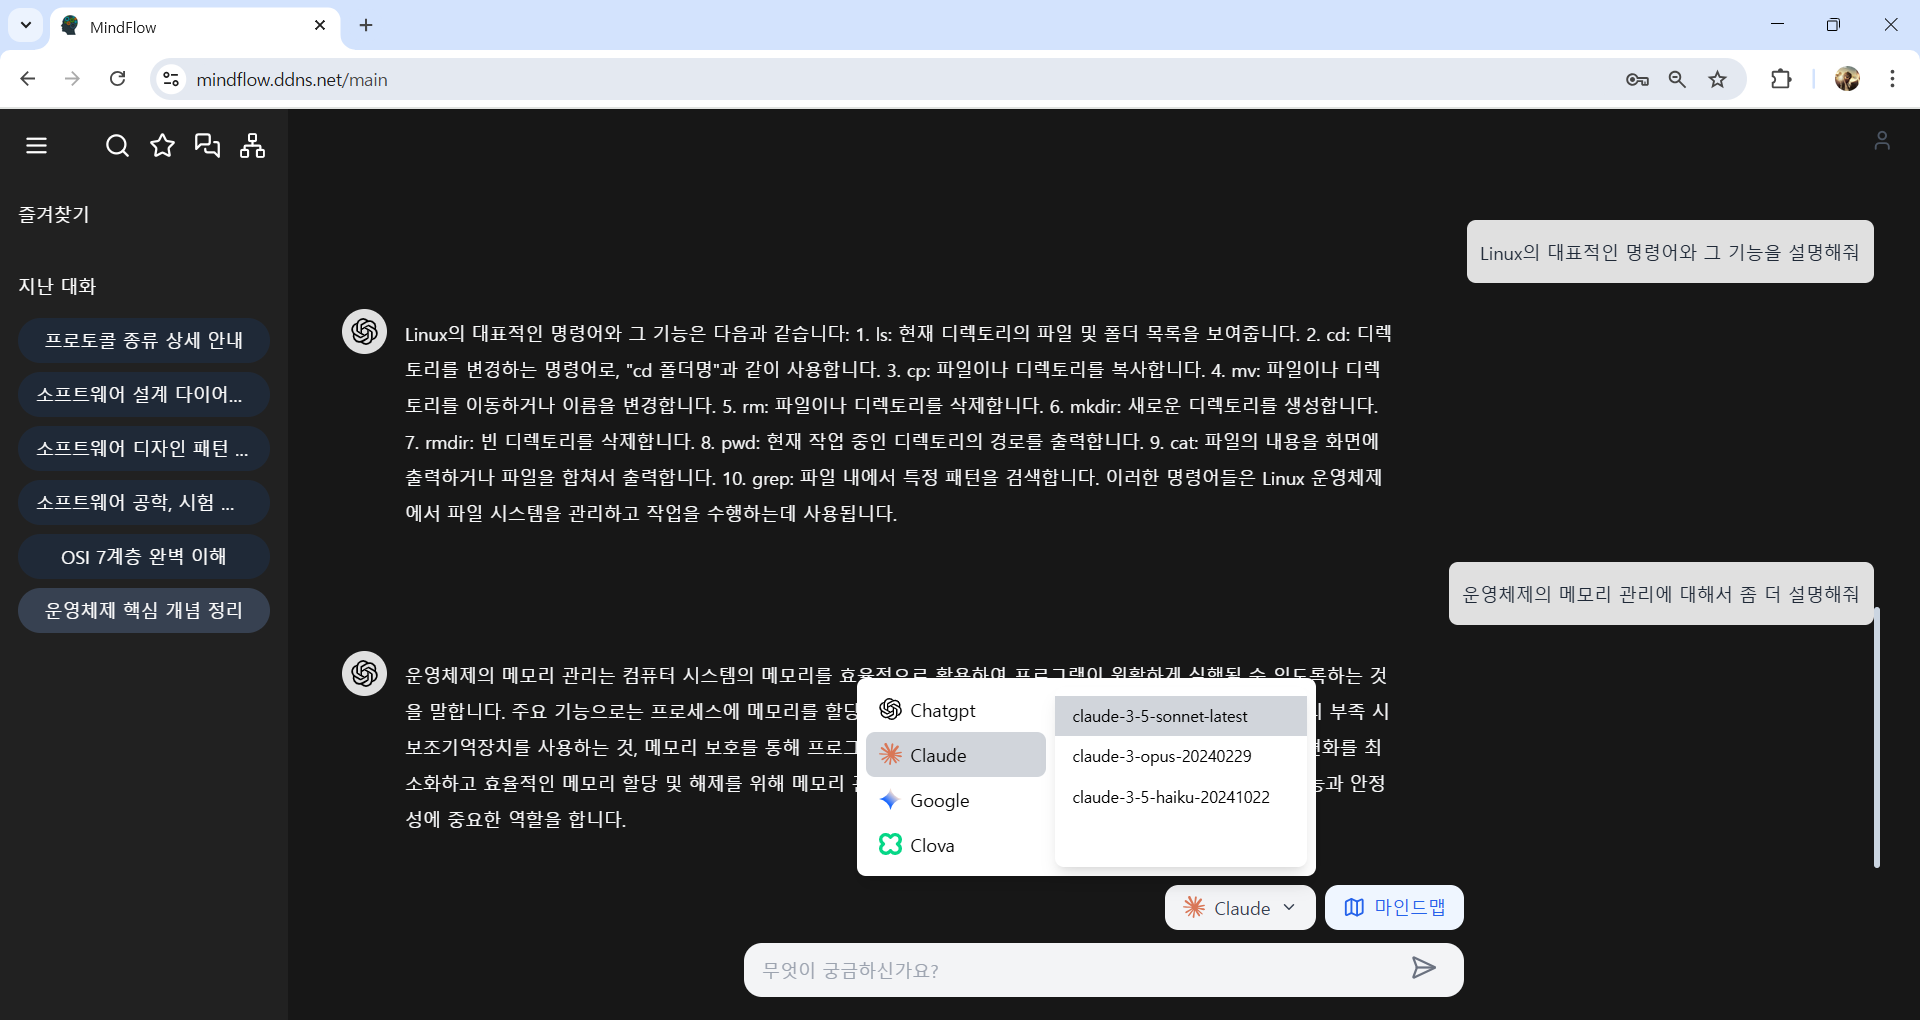 MindFlow
mindflow.ddns.net/main
즐겨찾기
지난 대화
프로토콜 종류 상세 안내
소프트웨어 설계 다이어...
소프트웨어 디자인 패턴 ...
소프트웨어 공학, 시험 ...
OSI 7계층 완벽 이해
운영체제 핵심 개념 정리
Linux의 대표적인 명령어와 그 기능을 설명해줘
Linux의 대표적인 명령어와 그 기능은 다음과 같습니다: 1. ls: 현재 디렉토리의 파일 및 폴더 목록을 보여줍니다. 2. cd: 디렉
토리를 변경하는 명령어로, "cd 폴더명"과 같이 사용합니다. 3. cp: 파일이나 디렉토리를 복사합니다. 4. mv: 파일이나 디렉
토리를 이동하거나 이름을 변경합니다. 5. rm: 파일이나 디렉토리를 삭제합니다. 6. mkdir: 새로운 디렉토리를 생성합니다.
7. rmdir: 빈 디렉토리를 삭제합니다. 8. pwd: 현재 작업 중인 디렉토리의 경로를 출력합니다. 9. cat: 파일의 내용을 화면에
출력하거나 파일을 합쳐서 출력합니다. 10. grep: 파일 내에서 특정 패턴을 검색합니다. 이러한 명령어들은 Linux 운영체제
에서 파일 시스템을 관리하고 작업을 수행하는데 사용됩니다.
운영체제의 메모리 관리에 대해서 좀 더 설명해줘
운영체제의 메모리 관리는 컴퓨터 시스템의 메모리를 효율적으로 활용하여 프로그램이 원활하게 실행될 수 있도록하는 것
을 말합니다. 주요 기능으로는 프로세스에 메모리를 할당 부족 시
보조기억장치를 사용하는 것, 메모리 보호를 통해 프로그 최
소화하고 효율적인 메모리 할당 및 해제를 위해 메모리 안정
성에 중요한 역할을 합니다.
Chatgpt
Claude
Google
Clova
claude-3-5-sonnet-latest
claude-3-opus-20240229
claude-3-5-haiku-20241022
Claude
마인드맵
무엇이 궁금하신가요?